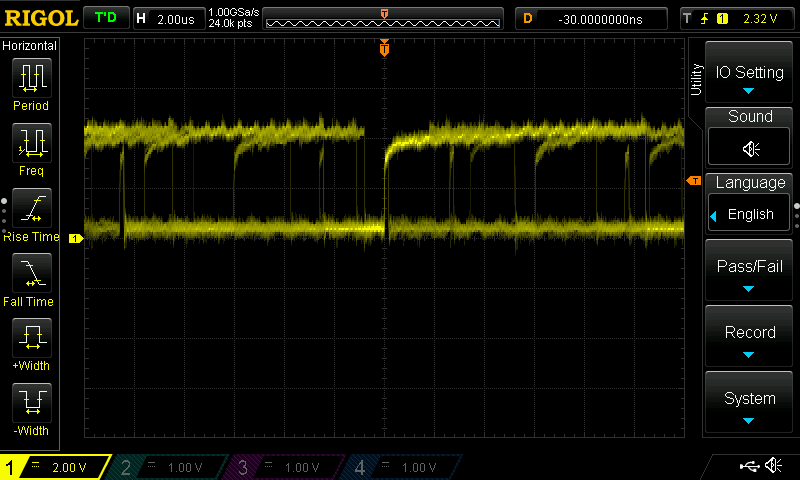 RIGOL T'D H 2.00us 1.00GSa/s 24.0k pts T D -30.0000000ns T 1 2.32 V
Horizontal
Period
Freq
Rise Time
Fall Time
+Width
-Width
T
T
1
Utility
IO Setting
Sound
Language
English
Pass/Fail
Record
System
1 2.00 V 2 1.00 V 3 1.00 V 4 1.00 V